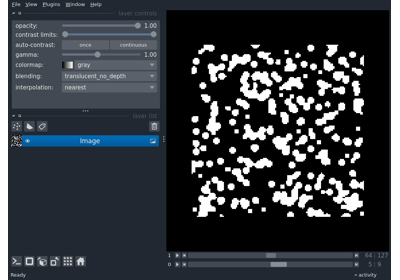 File View Plugins Window Help
layer controls
opacity: 1.00
contrast limits:
auto-contrast: once continuous
gamma: 1.00
colormap: gray
blending: translucent_no_depth
interpolation: nearest
layer list
Image
1 64 127
0 5 9
Ready activity